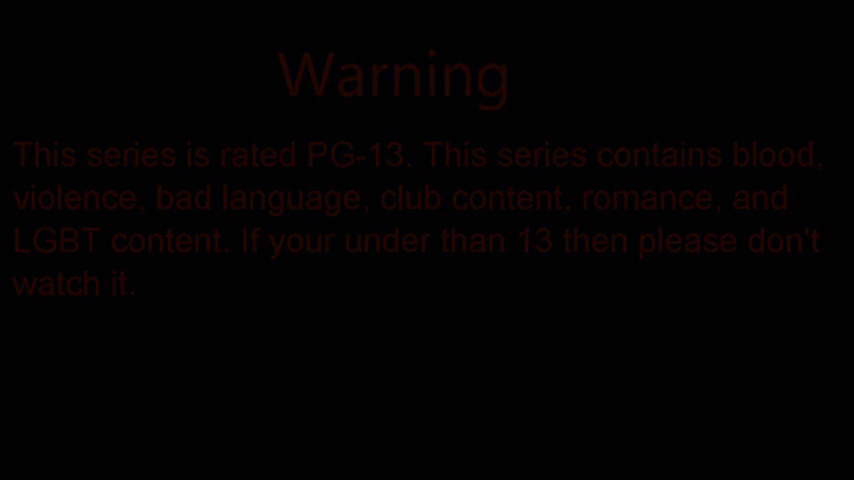 Warning
This series is rated PG-13. This series contains blood,
violence, bad language, club content, romance, and
LGBT content. If your under than 13 then please don't
watch it.